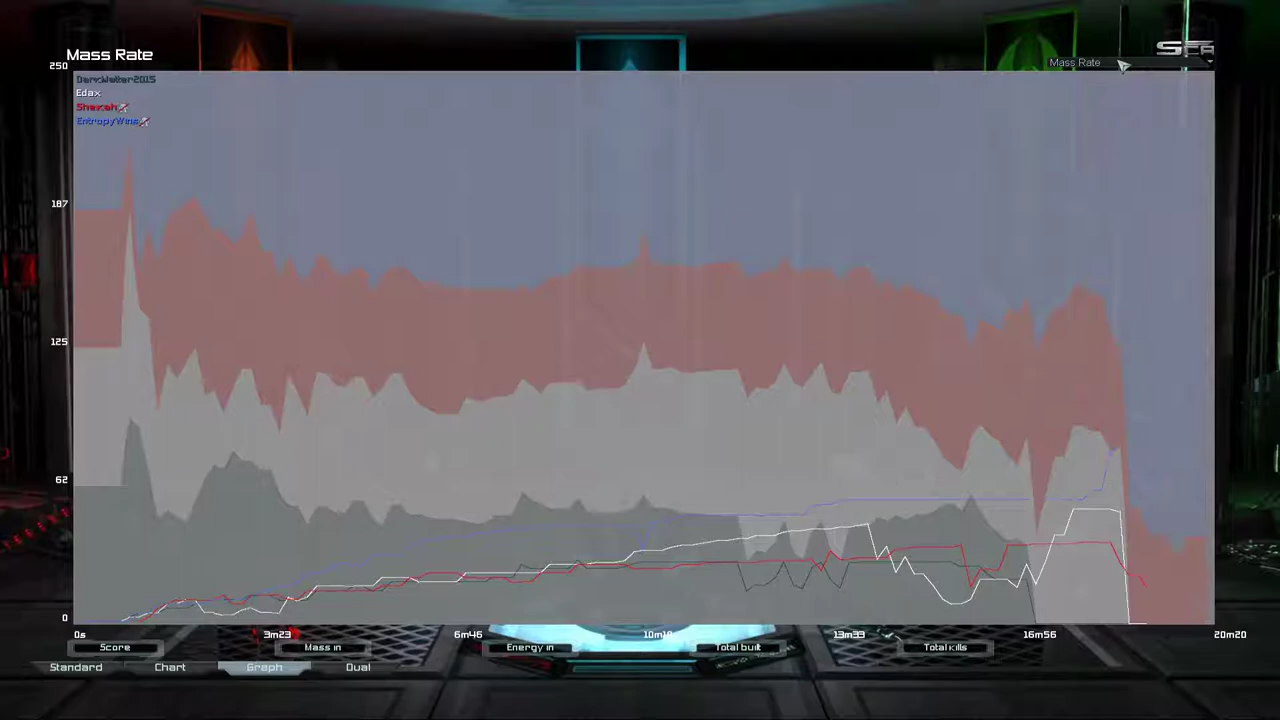 Mass Rate
250
Mass Rate
DarkWalter2015
Edax
EntropyWins
187
125
62
0
0s 3m23 6m46 10m10 13m33 16m56 20m20
Score Mass in Energy in Total built Total kills
Standard Chart Graph Dual